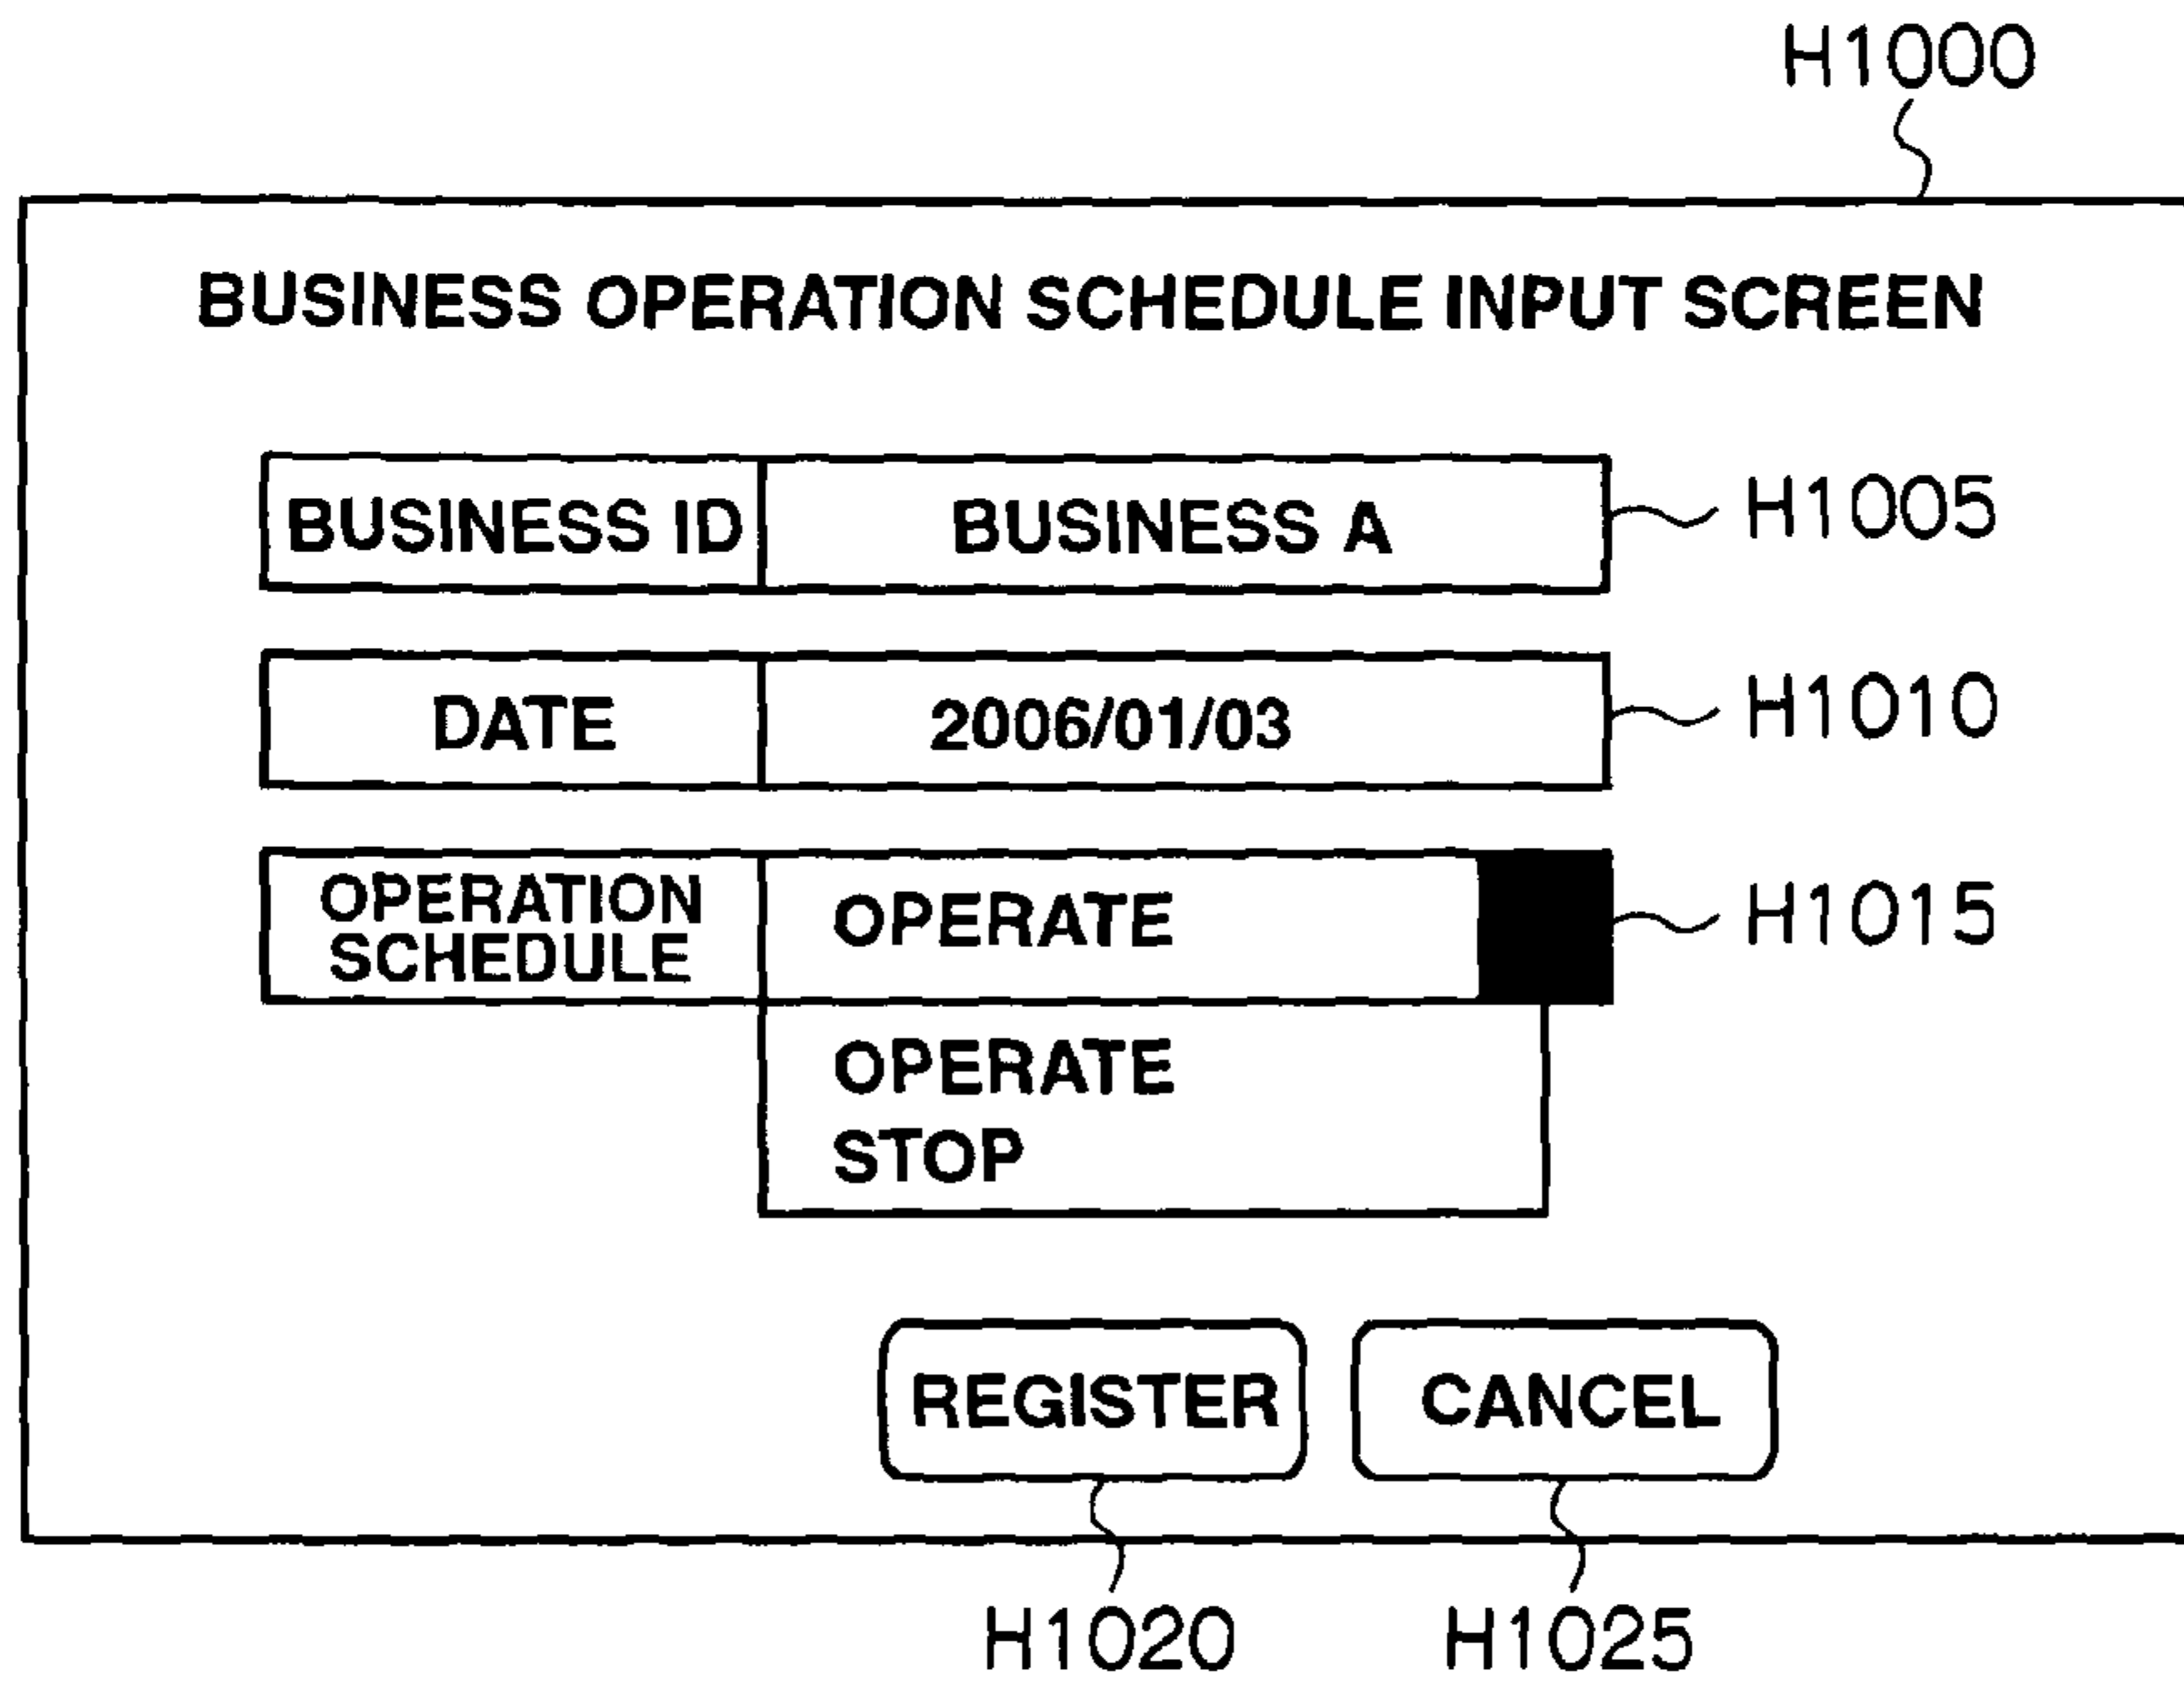 H1000
BUSINESS OPERATION SCHEDULE INPUT SCREEN
BUSINESS ID BUSINESS A H1005
DATE 2006/01/03 H1010
OPERATION SCHEDULE OPERATE H1015
OPERATE
STOP
REGISTER CANCEL
H1020 H1025